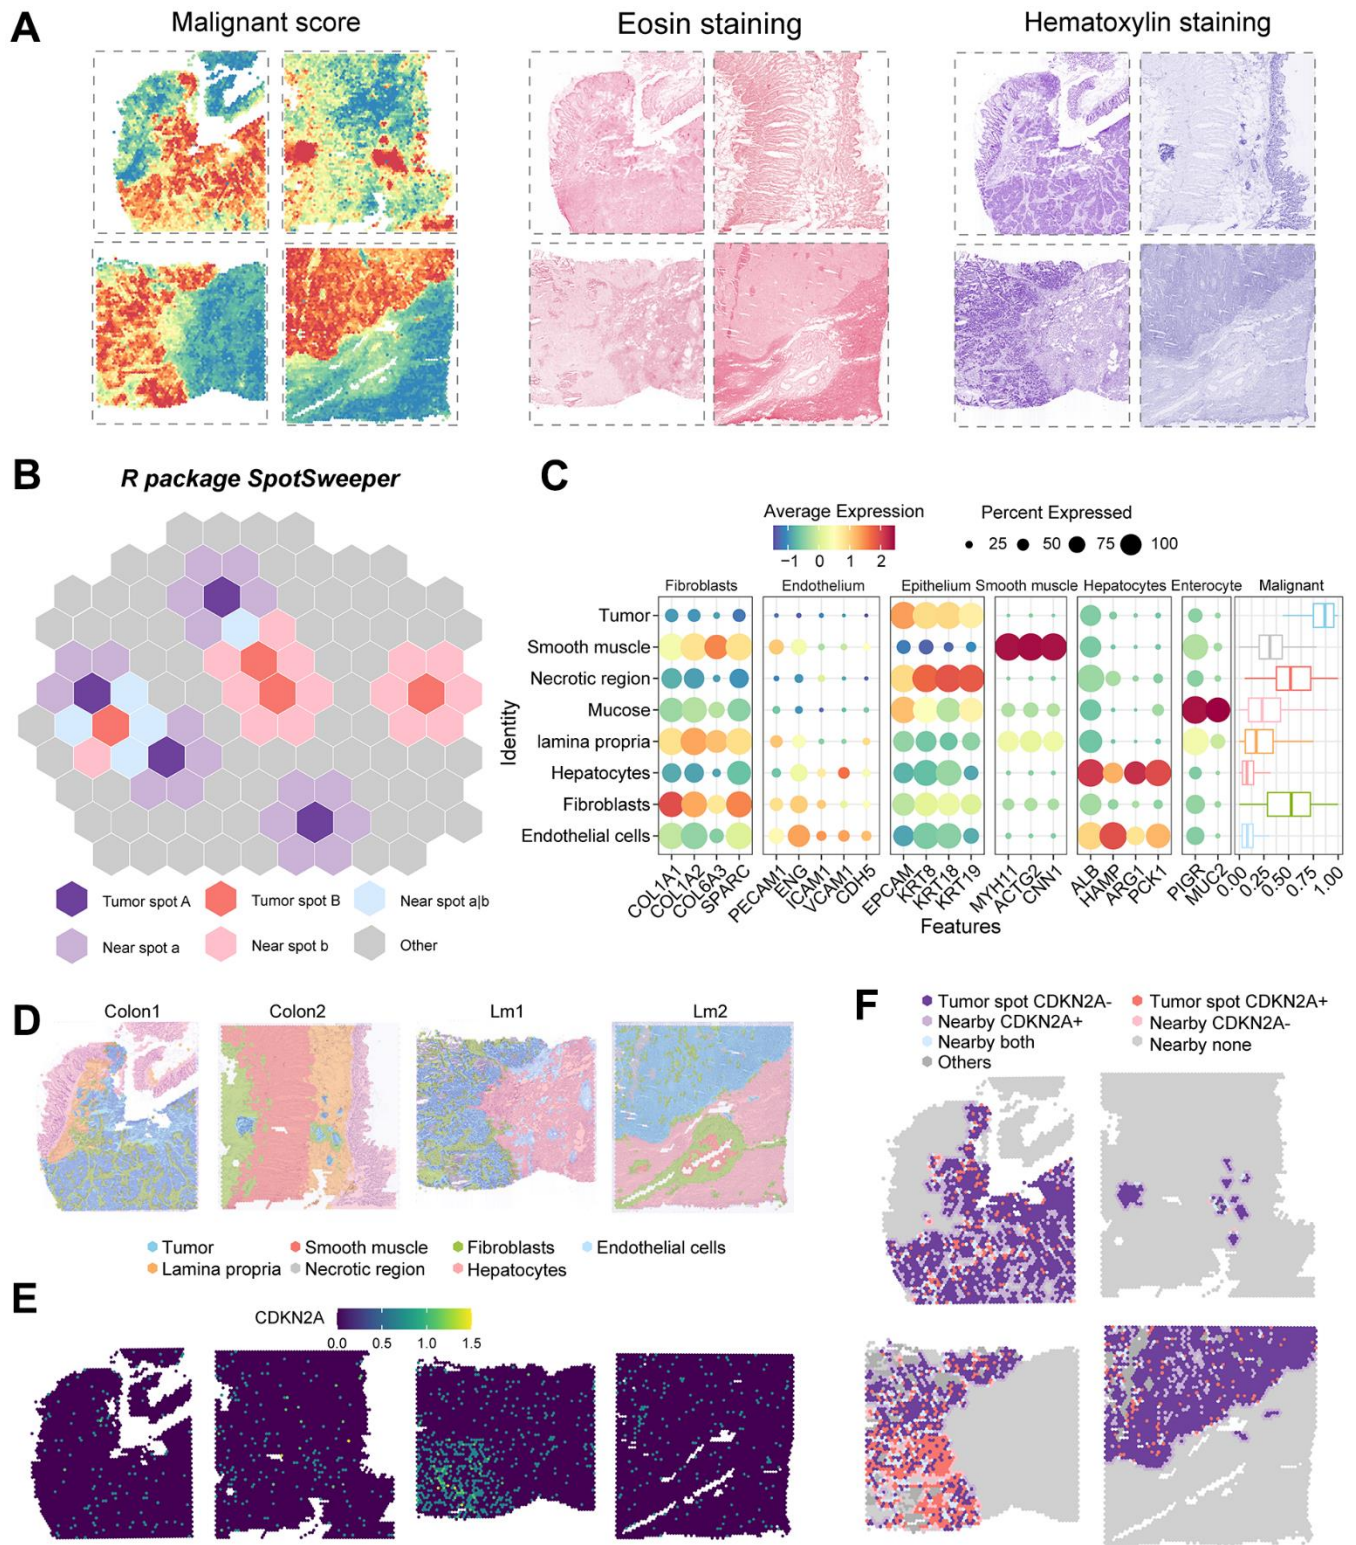 A
Malignant score
Eosin staining
Hematoxylin staining
B
R package SpotSweeper
Tumor spot A
Tumor spot B
Near spot a|b
Near spot a
Near spot b
Other
C
Average Expression
−1 0 1 2
Percent Expressed
25 50 75 100
Fibroblasts
Endothelium
Epithelium
Smooth muscle
Hepatocytes
Enterocyte
Malignant
Identity
Tumor
Smooth muscle
Necrotic region
Mucose
lamina propria
Hepatocytes
Fibroblasts
Endothelial cells
COL1A1
COL1A2
COL6A3
SPARC
PECAM1
ENG
ICAM1
VCAM1
CDH5
EPCAM
KRT8
KRT18
KRT19
MYH11
ACTG2
CNN1
ALB
HAMP
ARG1
PCK1
PIGR
MUC2
0.00
0.25
0.50
0.75
1.00
Features
D
Colon1
Colon2
Lm1
Lm2
Tumor
Smooth muscle
Fibroblasts
Endothelial cells
Lamina propria
Necrotic region
Hepatocytes
E
CDKN2A
0.0 0.5 1.0 1.5
F
Tumor spot CDKN2A-
Tumor spot CDKN2A+
Nearby CDKN2A+
Nearby CDKN2A-
Nearby both
Nearby none
Others